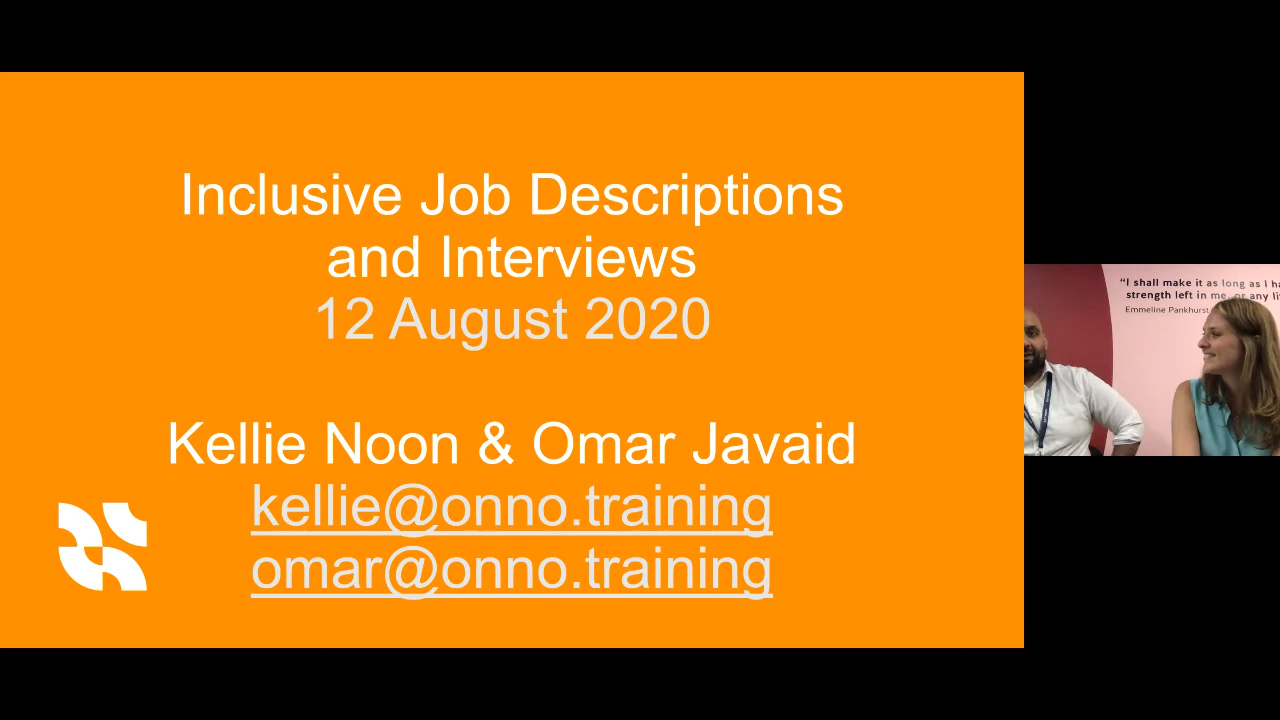 Inclusive Job Descriptions
and Interviews
12 August 2020
Kellie Noon & Omar Javaid
kellie@onno.training
omar@onno.training
“I shall make it as long as I
strength left in me, or any
Emmeline Pankhurst